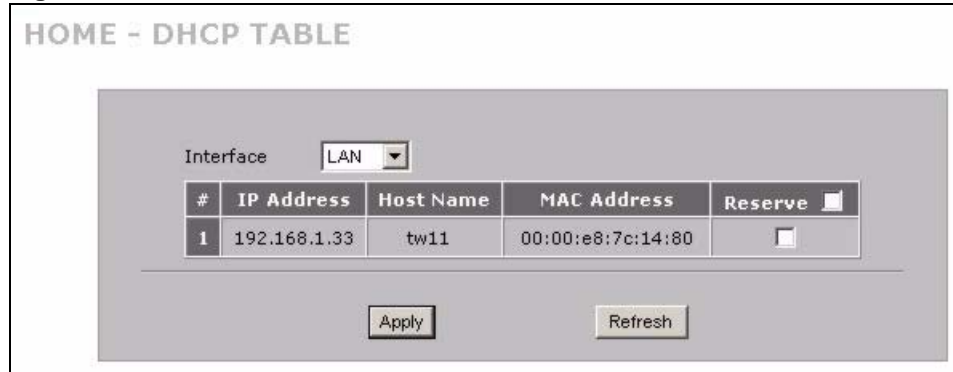 HOME - DHCP TABLE
Interface LAN
# IP Address Host Name MAC Address Reserve
1 192.168.1.33 tw11 00:00:e8:7c:14:80
Apply Refresh